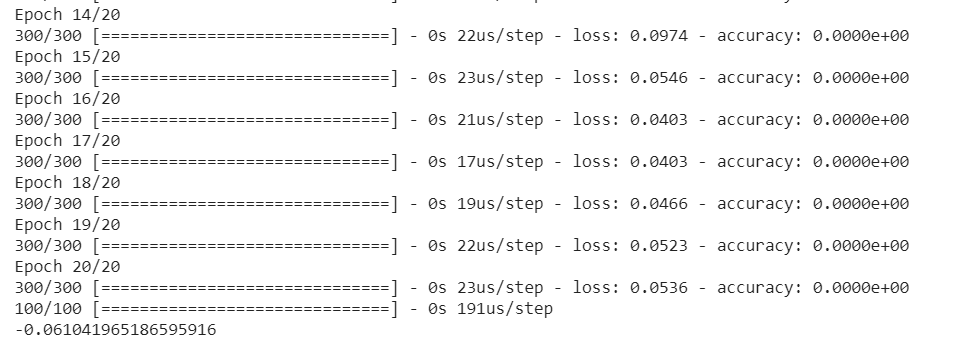 Epoch 14/20
300/300 [==============================] - 0s 22us/step - loss: 0.0974 - accuracy: 0.0000e+00
Epoch 15/20
300/300 [==============================] - 0s 23us/step - loss: 0.0546 - accuracy: 0.0000e+00
Epoch 16/20
300/300 [==============================] - 0s 21us/step - loss: 0.0403 - accuracy: 0.0000e+00
Epoch 17/20
300/300 [==============================] - 0s 17us/step - loss: 0.0403 - accuracy: 0.0000e+00
Epoch 18/20
300/300 [==============================] - 0s 19us/step - loss: 0.0466 - accuracy: 0.0000e+00
Epoch 19/20
300/300 [==============================] - 0s 22us/step - loss: 0.0523 - accuracy: 0.0000e+00
Epoch 20/20
300/300 [==============================] - 0s 23us/step - loss: 0.0536 - accuracy: 0.0000e+00
100/100 [==============================] - 0s 191us/step
-0.061041965186595916